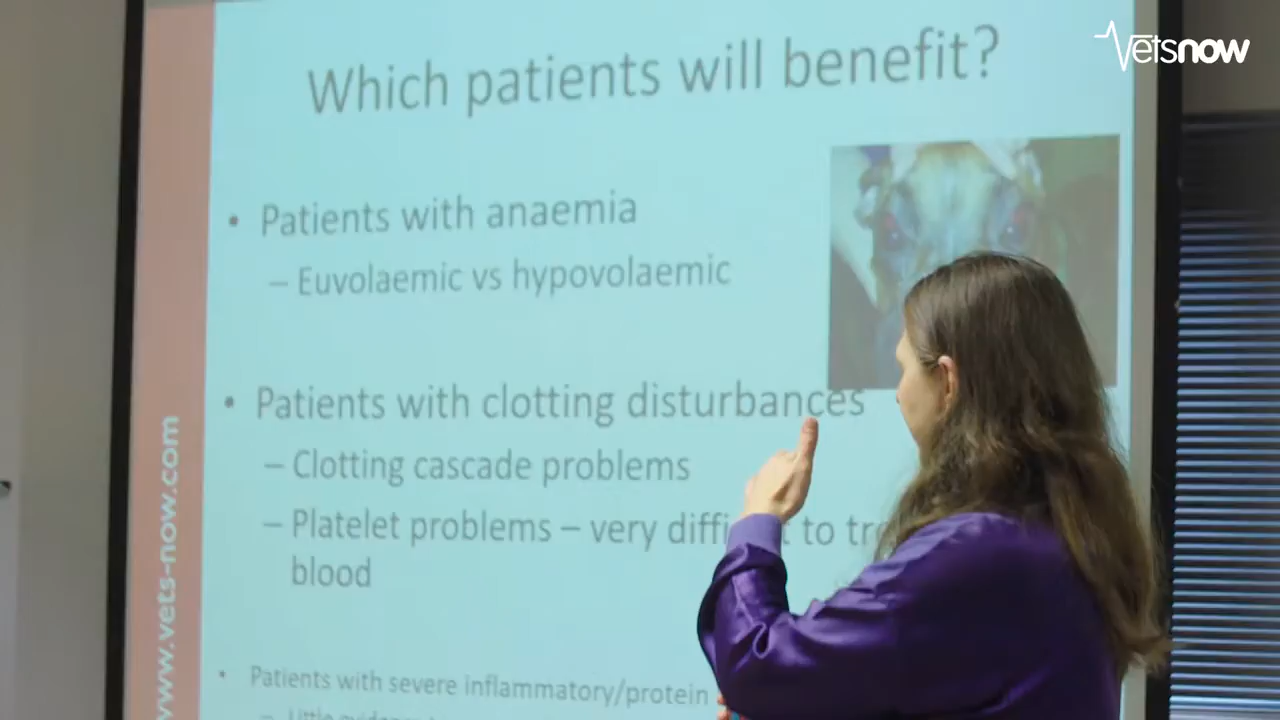 Vetsnow
Which patients will benefit?
• Patients with anaemia
– Euvolaemic vs hypovolaemic
• Patients with clotting disturbances
– Clotting cascade problems
– Platelet problems – very to
blood
• Patients with severe inflammatory/protein
www.vets-now.com